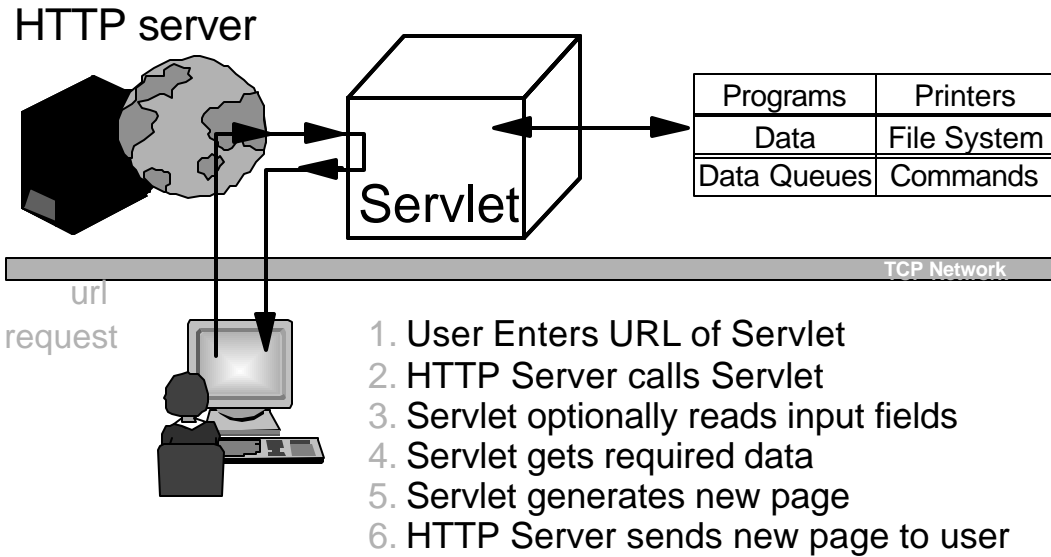 HTTP server
Servlet
Programs Printers
Data File System
Data Queues Commands
TCP Network
url
request
1. User Enters URL of Servlet
2. HTTP Server calls Servlet
3. Servlet optionally reads input fields
4. Servlet gets required data
5. Servlet generates new page
6. HTTP Server sends new page to user